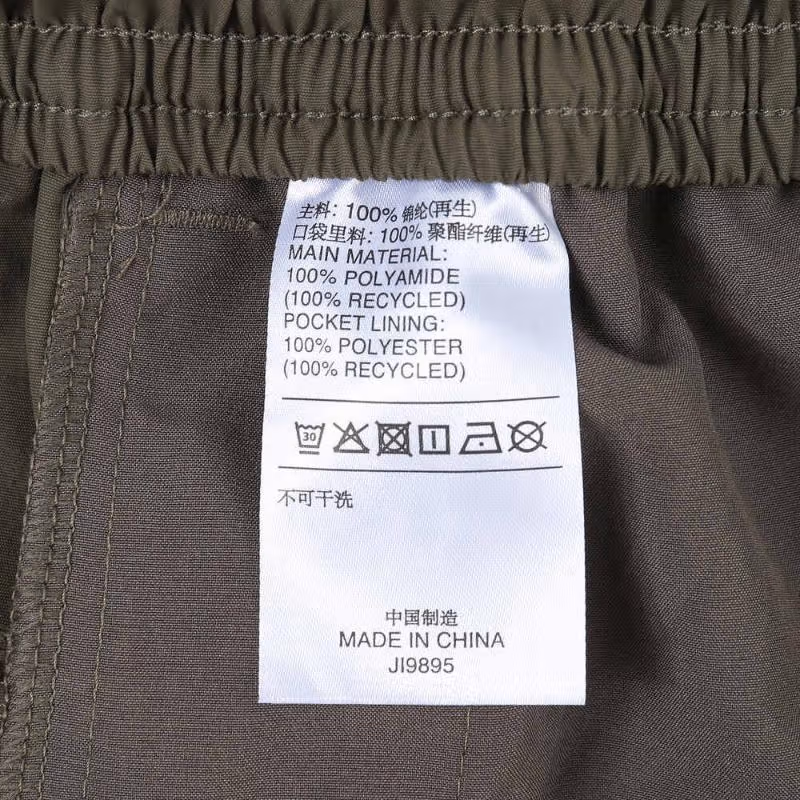 主料: 100% 锦纶(再生)
口袋里料: 100% 聚酯纤维(再生)
MAIN MATERIAL:
100% POLYAMIDE
(100% RECYCLED)
POCKET LINING:
100% POLYESTER
(100% RECYCLED)
30
不可干洗
中国制造
MADE IN CHINA
JI9895